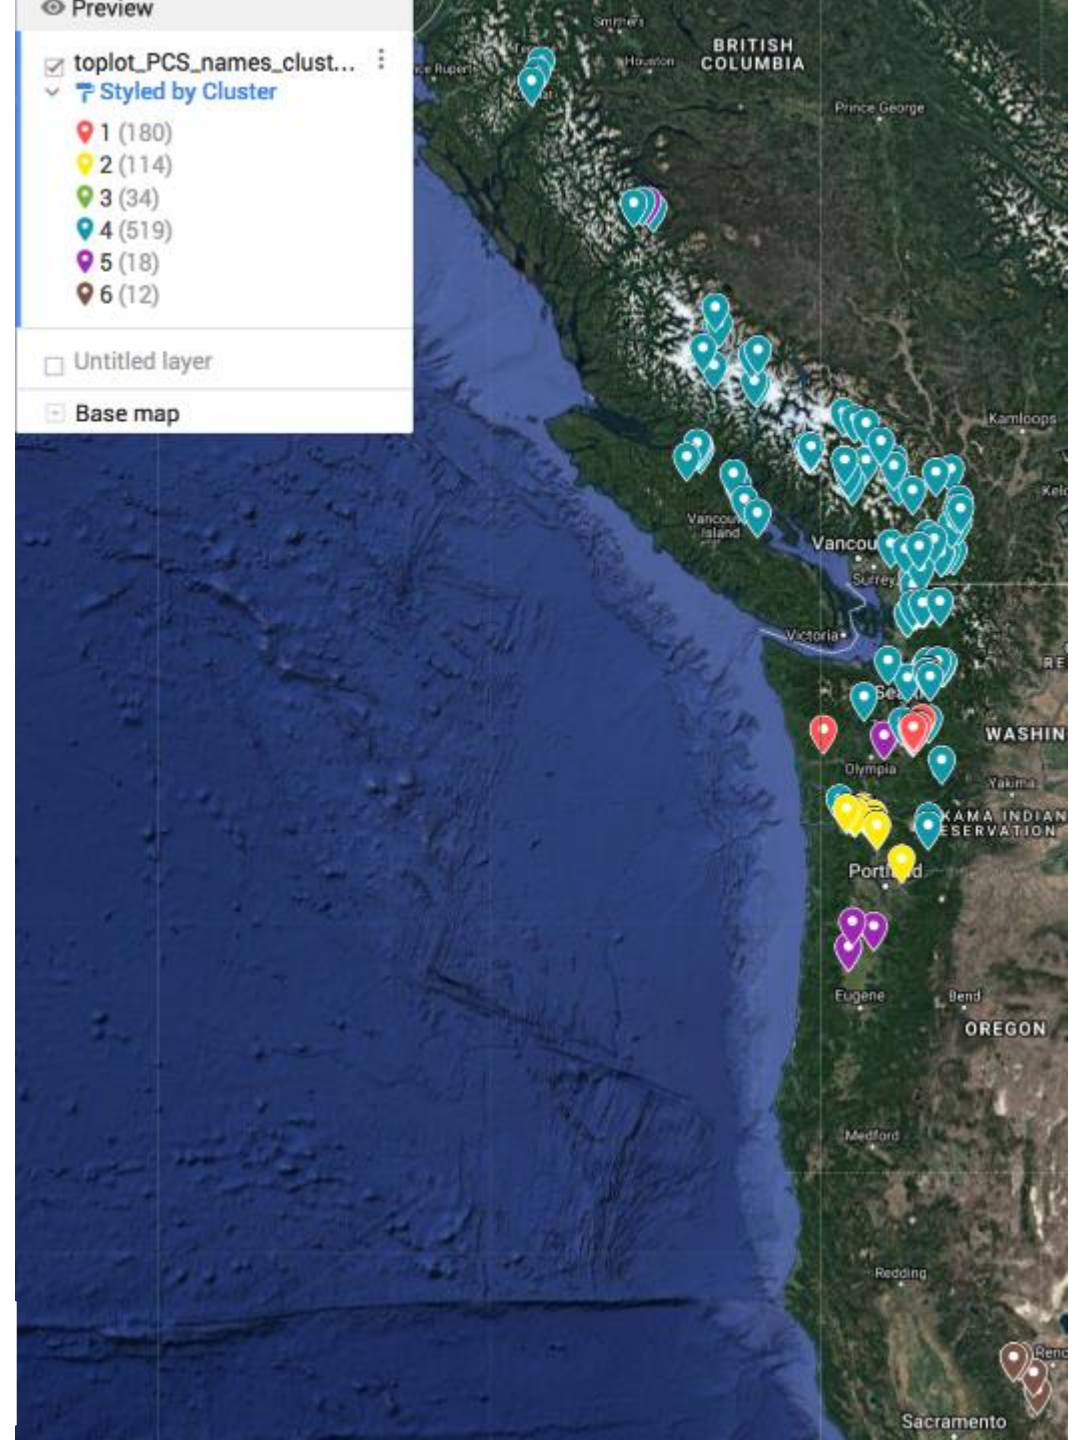 Preview
toplot_PCS_names_clust...
Styled by Cluster
1 (180)
2 (114)
3 (34)
4 (519)
5 (18)
6 (12)
Untitled layer
Base map
Smithers
BRITISH
COLUMBIA
Houston
Prince George
Kamloops
Vancouver
Island
Surrey
Victoria
WASHIN
Olympia
Yakima
KAMA INDIAN
ESERVATION
Portland
Eugene
Bend
OREGON
Medford
Redding
Reno
Sacramento